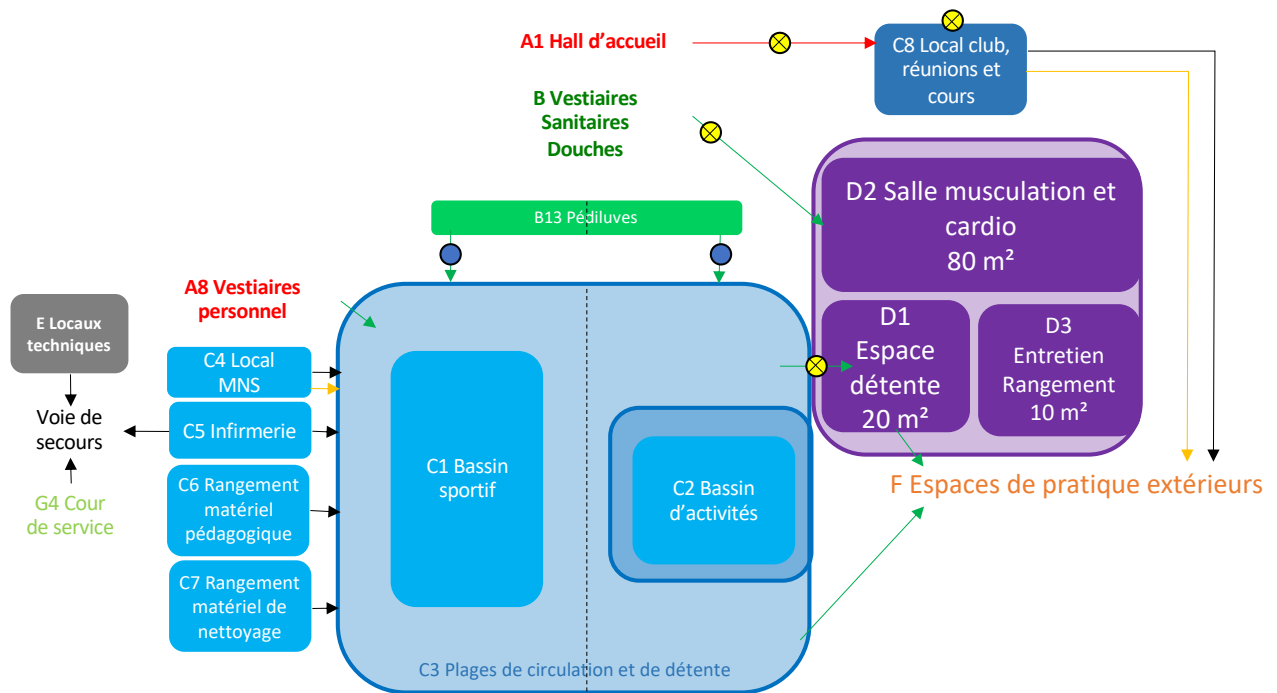 A1 Hall d’accueil
C8 Local club,
réunions et
cours
B Vestiaires
Sanitaires
Douches
D2 Salle musculation et
cardio
80 m²
B13 Pédiluves
A8 Vestiaires
personnel
E Locaux
techniques
C4 Local
MNS
D1
Espace
détente
20 m²
D3
Entretien
Rangement
10 m²
Voie de
secours
C5 Infirmerie
C1 Bassin
sportif
C2 Bassin
d’activités
F Espaces de pratique extérieurs
G4 Cour
de service
C6 Rangement
matériel
pédagogique
C7 Rangement
matériel de
nettoyage
C3 Plages de circulation et de détente